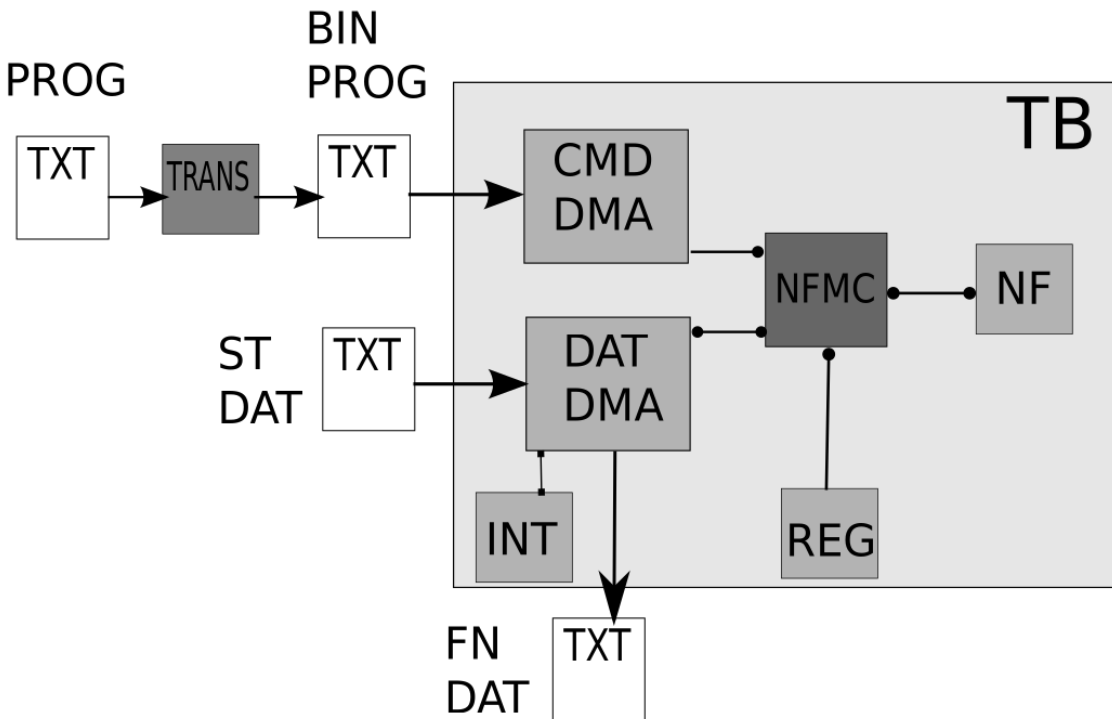 PROG
TXT
TRANS
BIN
PROG
TXT
TB
CMD
DMA
NFMC
NF
ST
DAT
TXT
DAT
DMA
INT
REG
FN
DAT
TXT